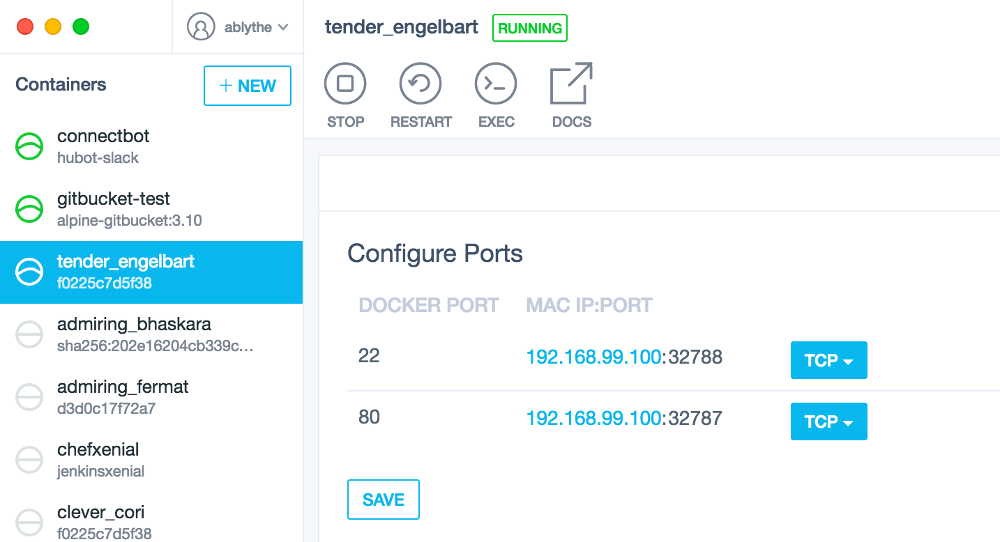 ablythe
Containers
+ NEW
connectbot
hubot-slack
gitbucket-test
alpine-gitbucket:3.10
tender_engelbart
f0225c7d5f38
admiring_bhaskara
sha256:202e16204cb339c...
admiring_fermat
d3d0c17f72a7
chefxenial
jenkinsxenial
clever_cori
f0225c7d5f38
tender_engelbart RUNNING
STOP RESTART EXEC DOCS
Configure Ports
DOCKER PORT MAC IP:PORT
22 192.168.99.100:32788 TCP
80 192.168.99.100:32787 TCP
SAVE